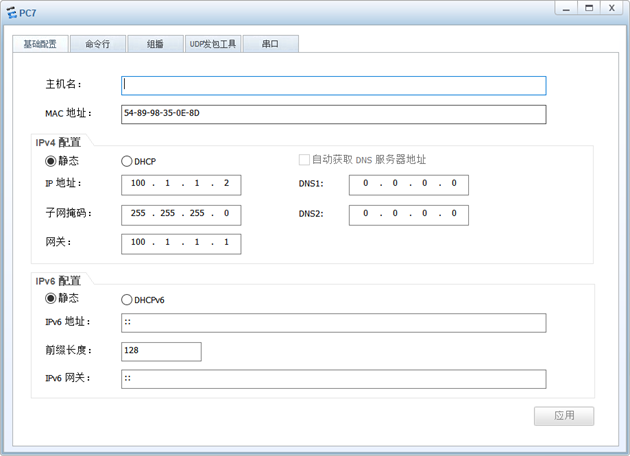 PC7
基础配置 命令行 组播 UDP发包工具 串口
主机名:
MAC 地址: 54-89-98-35-0E-8D
IPv4 配置
静态 DHCP 自动获取 DNS 服务器地址
IP 地址: 100 . 1 . 1 . 2 DNS1: 0 . 0 . 0 . 0
子网掩码: 255 . 255 . 255 . 0 DNS2: 0 . 0 . 0 . 0
网关: 100 . 1 . 1 . 1
IPv6 配置
静态 DHCPv6
IPv6 地址: ::
前缀长度: 128
IPv6 网关: ::
应用